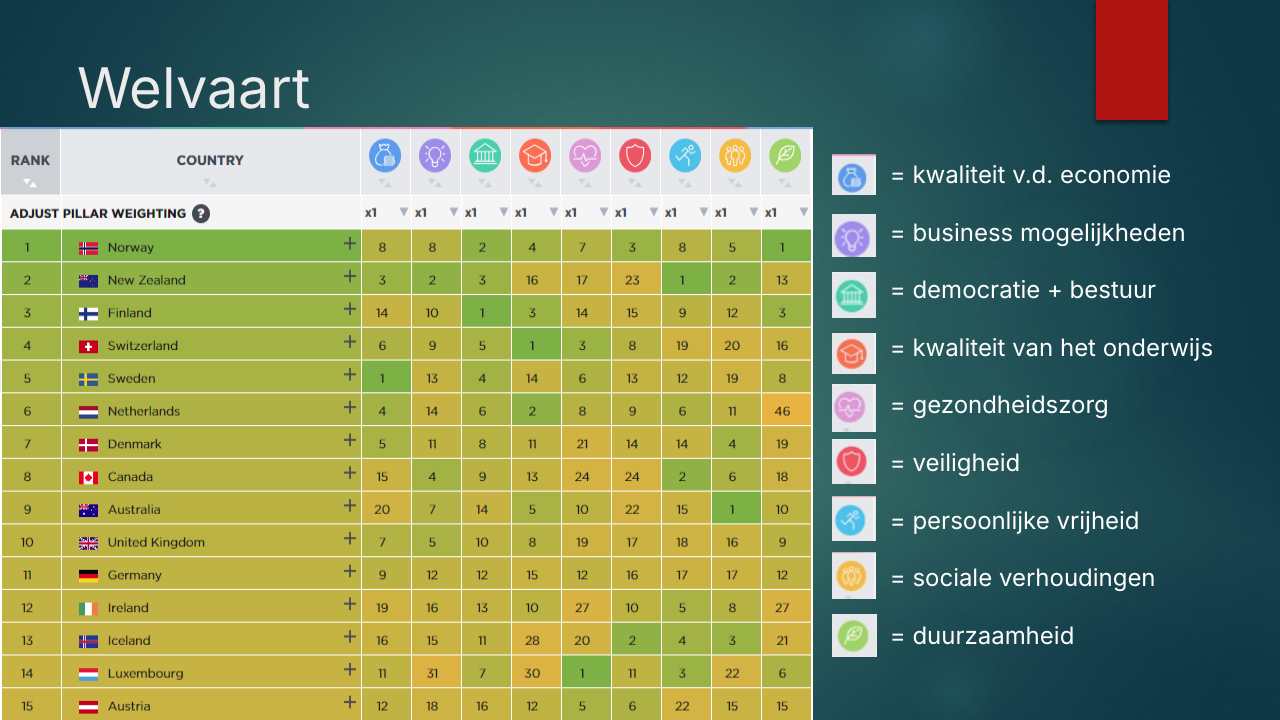 Welvaart
RANK COUNTRY
ADJUST PILLAR WEIGHTING ? x1 x1 x1 x1 x1 x1 x1 x1 x1
1 Norway + 8 8 2 4 7 3 8 5 1
2 New Zealand + 3 2 3 16 17 23 1 2 13
3 Finland + 14 10 1 3 14 15 9 12 3
4 Switzerland + 6 9 5 1 3 8 19 20 16
5 Sweden + 1 13 4 14 6 13 12 19 8
6 Netherlands + 4 14 6 2 8 9 6 11 46
7 Denmark + 5 11 8 11 21 14 14 4 19
8 Canada + 15 4 9 13 24 24 2 6 18
9 Australia + 20 7 14 5 10 22 15 1 10
10 United Kingdom + 7 5 10 8 19 17 18 16 9
11 Germany + 9 12 12 15 12 16 17 17 12
12 Ireland + 19 16 13 10 27 10 5 8 27
13 Iceland + 16 15 11 28 20 2 4 3 21
14 Luxembourg + 11 31 7 30 1 11 3 22 6
15 Austria + 12 18 16 12 5 6 22 15 15
= kwaliteit v.d. economie
= business mogelijkheden
= democratie + bestuur
= kwaliteit van het onderwijs
= gezondheidszorg
= veiligheid
= persoonlijke vrijheid
= sociale verhoudingen
= duurzaamheid